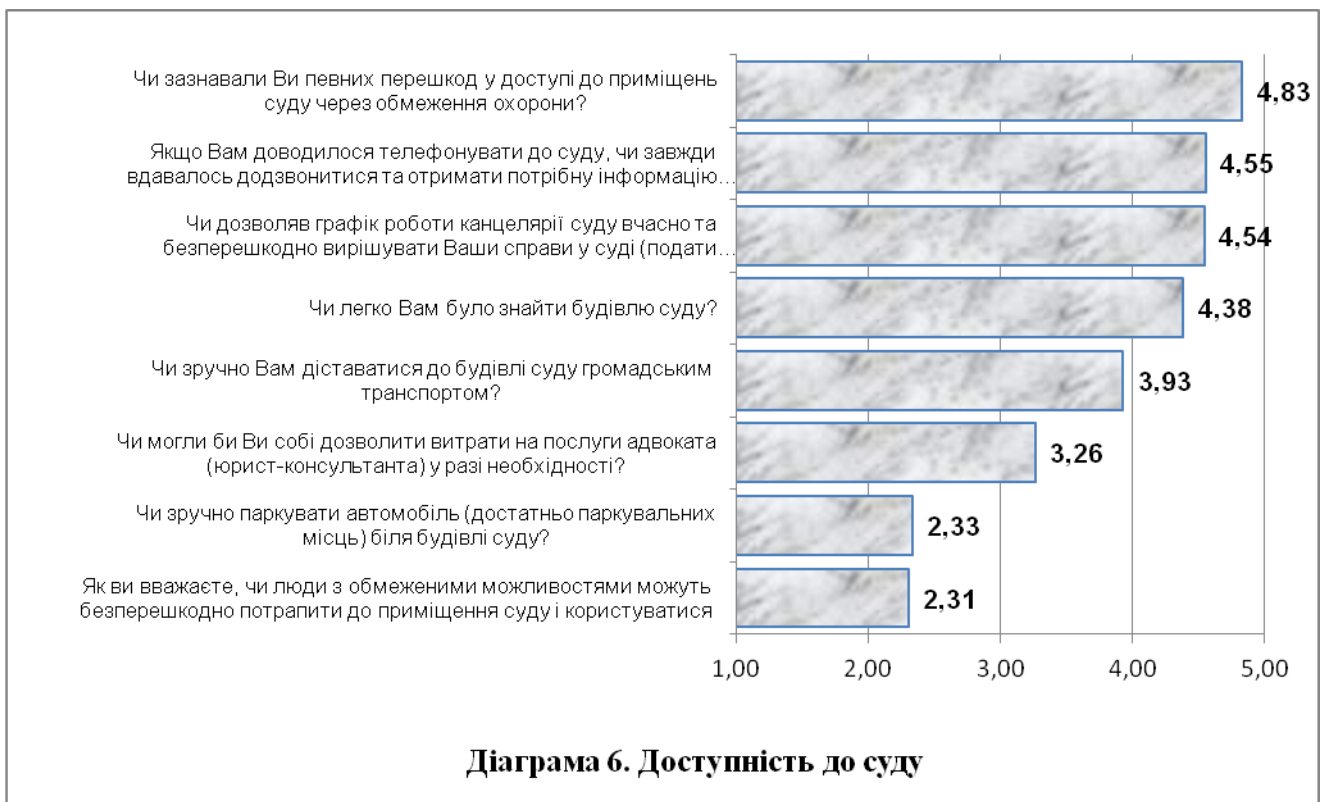 Чи зазнавали Ви певних перешкод у доступі до приміщень
суду через обмеження охорони?
4,83
Якщо Вам доводилося телефонувати до суду, чи завжди
вдавалось додзвонитися та отримати потрібну інформацію...
4,55
Чи дозволяв графік роботи канцелярії суду вчасно та
безперешкодно вирішувати Ваши справи у суді (подати...
4,54
Чи легко Вам було знайти будівлю суду?
4,38
Чи зручно Вам діставатися до будівлі суду громадським
транспортом?
3,93
Чи могли би Ви собі дозволити витрати на послуги адвоката
(юрист-консультанта) у разі необхідності?
3,26
Чи зручно паркувати автомобіль (достатньо паркувальних
місць) біля будівлі суду?
2,33
Як ви вважаєте, чи люди з обмеженими можливостями можуть
безперешкодно потрапити до приміщення суду і користуватися
2,31
1,00 2,00 3,00 4,00 5,00
Діаграма 6. Доступність до суду